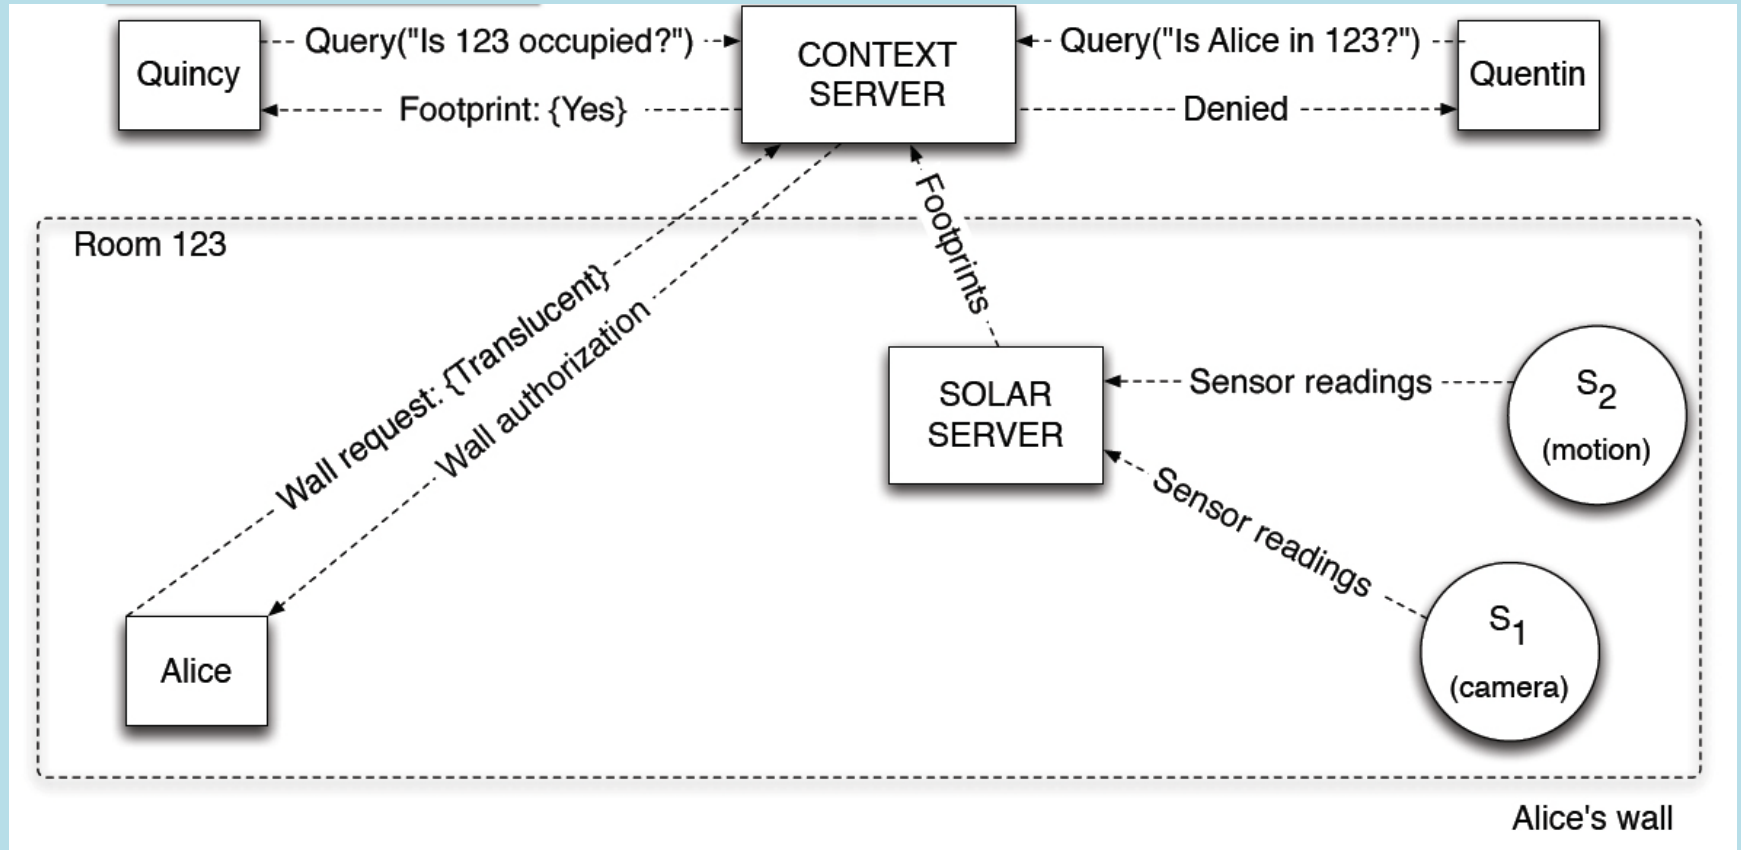 Quincy
Query("Is 123 occupied?")
Footprint: {Yes}
CONTEXT
SERVER
Query("Is Alice in 123?")
Denied
Quentin
Room 123
Wall request: {Translucent}
Wall authorization
Footprints
SOLAR
SERVER
Sensor readings
S2
(motion)
Sensor readings
S1
(camera)
Alice
Alice's wall